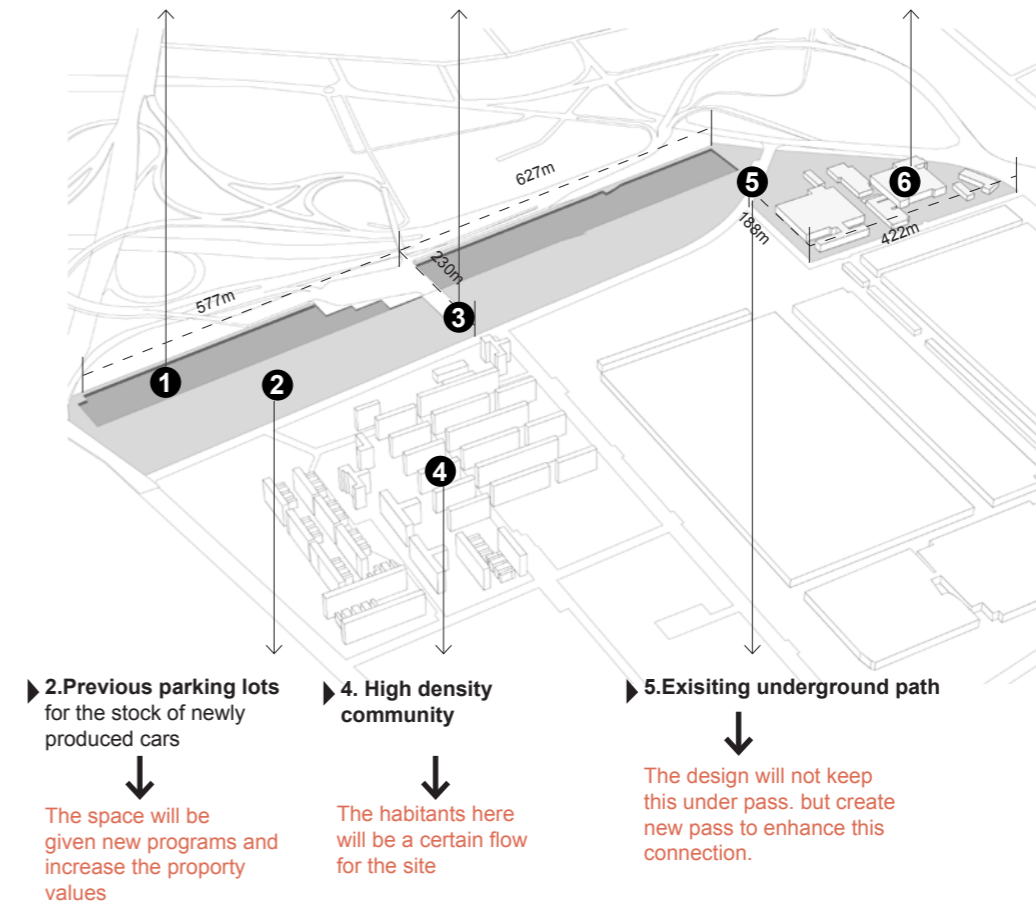 627m
5
6
188m
422m
230m
577m
3
1
2
4
2.Previous parking lots
for the stock of newly
produced cars
The space will be
given new programs and
increase the proporty
values
4. High density
community
The habitants here
will be a certain flow
for the site
5.Exisiting underground path
The design will not keep
this under pass. but create
new pass to enhance this
connection.